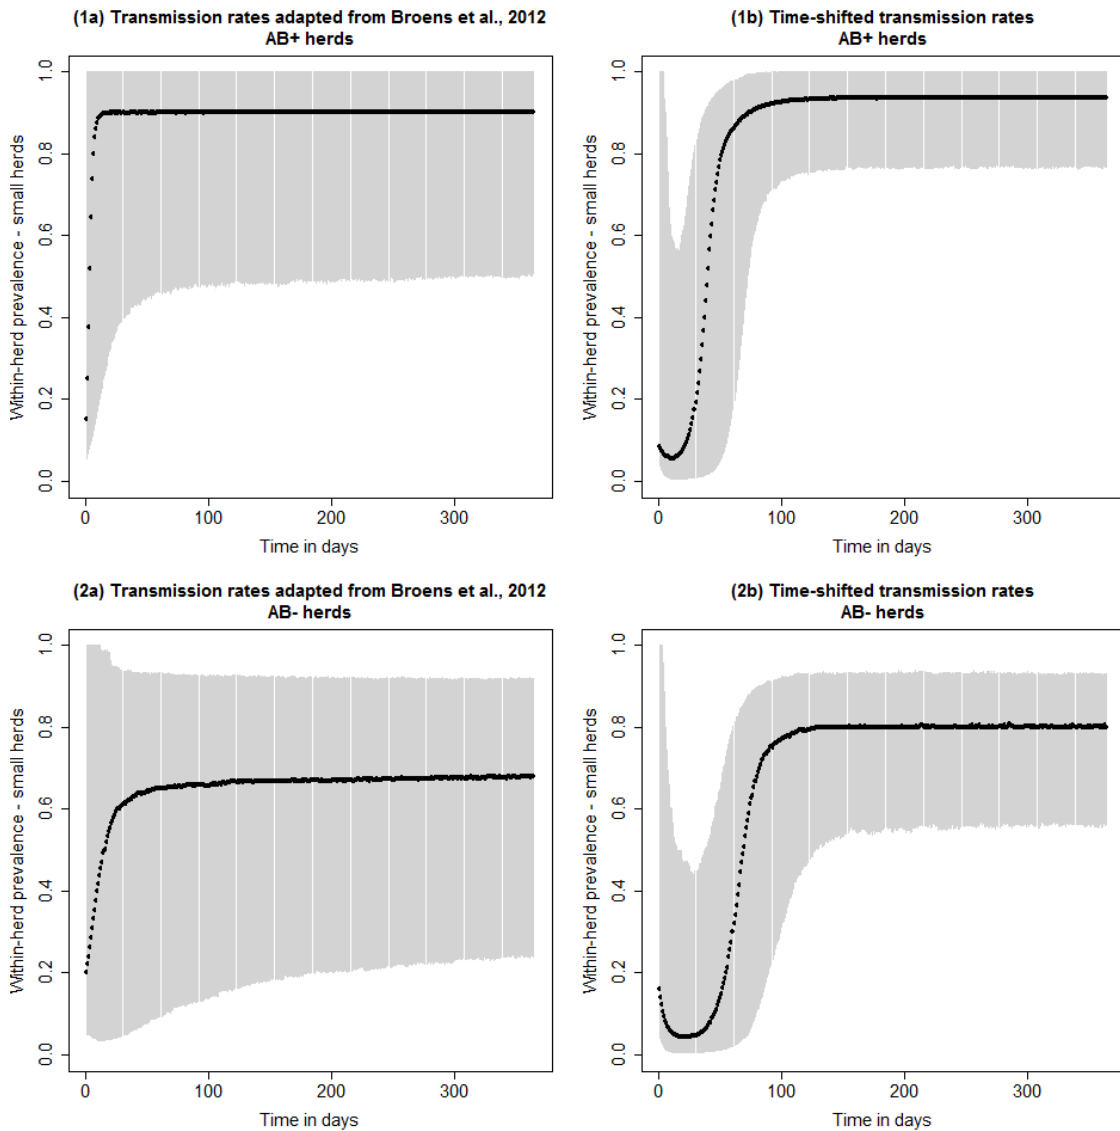 (1a) Transmission rates adapted from Broens et al., 2012
AB+ herds
Within-herd prevalence - small herds
0.0 0.2 0.4 0.6 0.8 1.0
0 100 200 300
Time in days
(1b) Time-shifted transmission rates
AB+ herds
Within-herd prevalence - small herds
0.0 0.2 0.4 0.6 0.8 1.0
0 100 200 300
Time in days
(2a) Transmission rates adapted from Broens et al., 2012
AB- herds
Within-herd prevalence - small herds
0.0 0.2 0.4 0.6 0.8 1.0
0 100 200 300
Time in days
(2b) Time-shifted transmission rates
AB- herds
Within-herd prevalence - small herds
0.0 0.2 0.4 0.6 0.8 1.0
0 100 200 300
Time in days